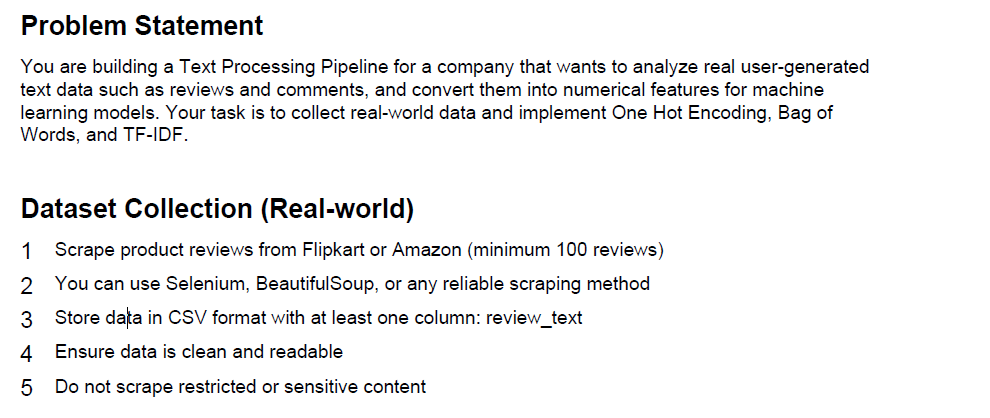 Problem Statement
You are building a Text Processing Pipeline for a company that wants to analyze real user-generated
text data such as reviews and comments, and convert them into numerical features for machine
learning models. Your task is to collect real-world data and implement One Hot Encoding, Bag of
Words, and TF-IDF.
Dataset Collection (Real-world)
1 Scrape product reviews from Flipkart or Amazon (minimum 100 reviews)
2 You can use Selenium, BeautifulSoup, or any reliable scraping method
3 Store data in CSV format with at least one column: review_text
4 Ensure data is clean and readable
5 Do not scrape restricted or sensitive content